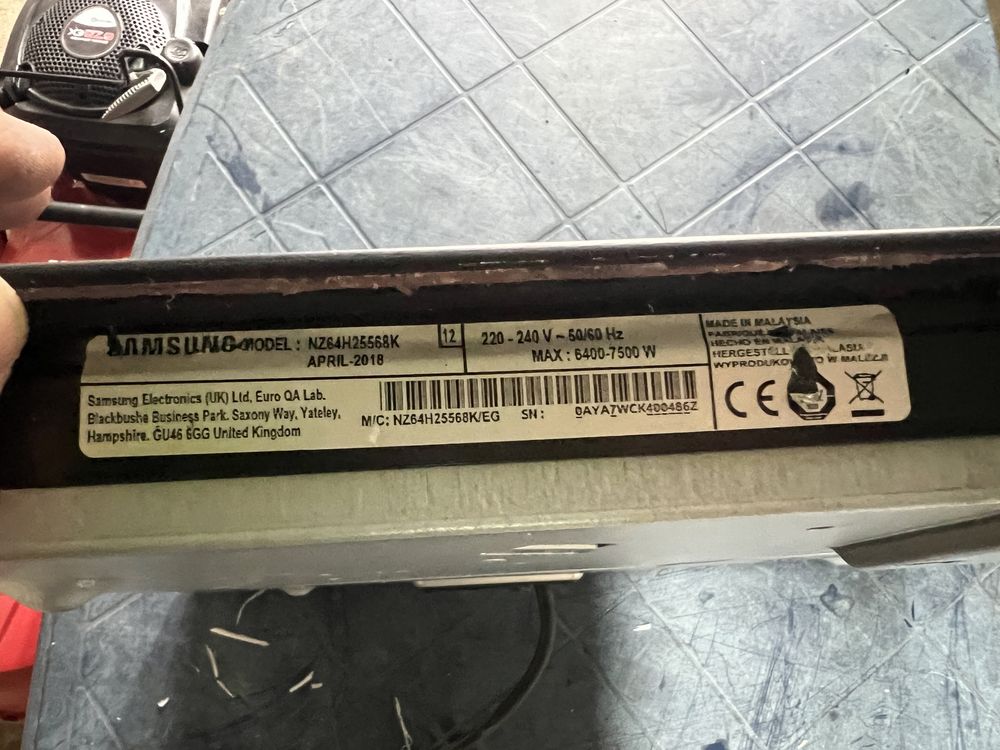 SAMSUNG MODEL : NZ64H25568K
APRIL-2018
12
220 - 240 V ~ 50/60 Hz
MAX : 6400-7500 W
Samsung Electronics (UK) Ltd, Euro QA Lab.
Blackbushe Business Park. Saxony Way, Yateley,
Hampshire. GU46 6GG United Kingdom
M/C: NZ64H25568K/EG SN : 0AYA7WCK400486Z
MADE IN MALAYSIA
HECHO EN MALASIA
HERGESTELL
W MALEZJI
CE